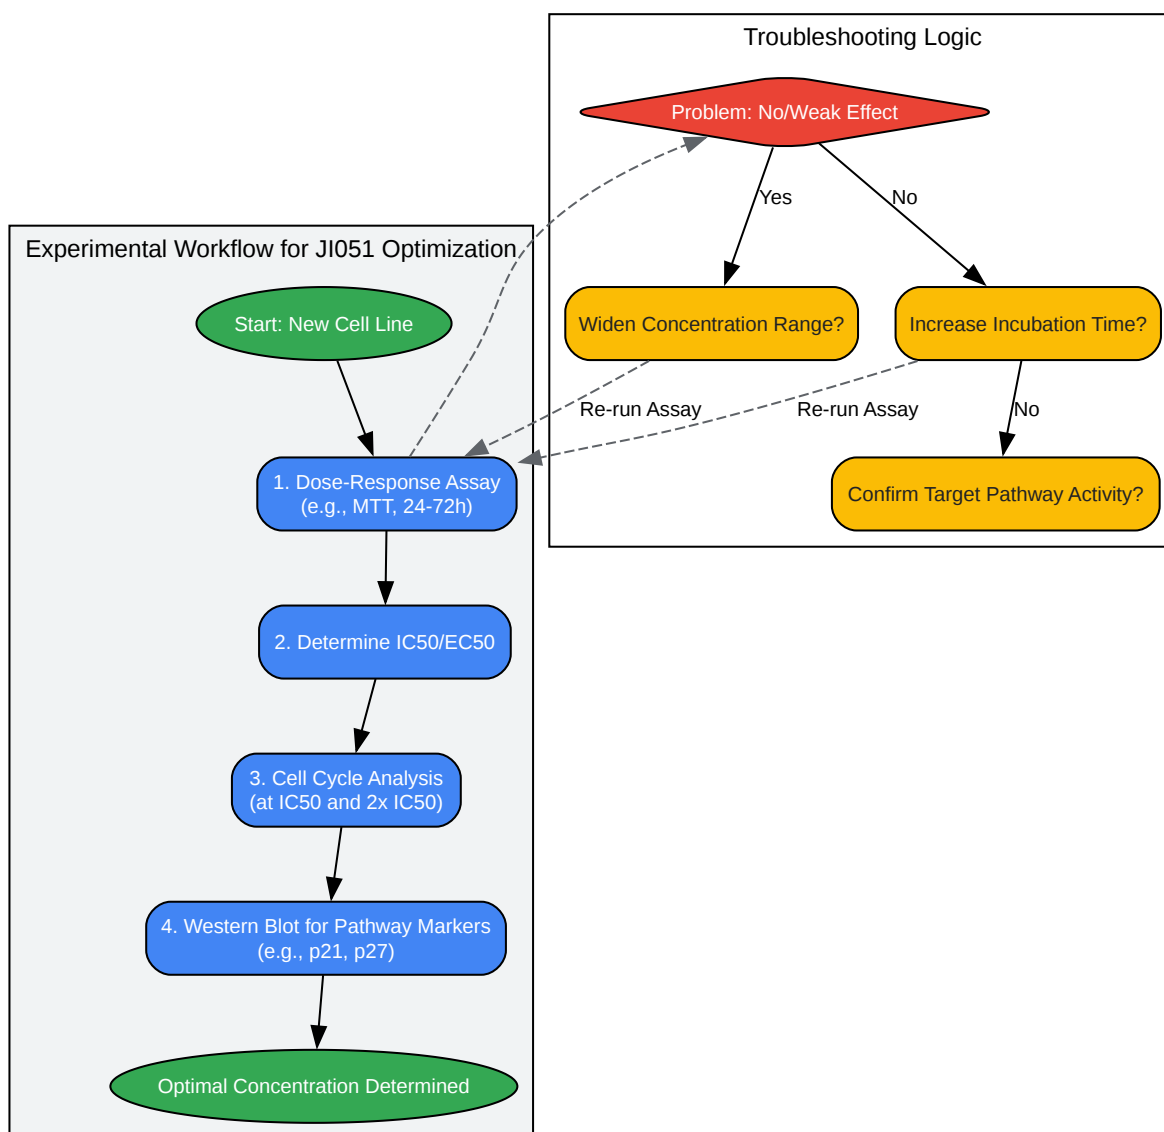 Troubleshooting Logic
Problem: No/Weak Effect
Yes
No
Widen Concentration Range?
Increase Incubation Time?
Re-run Assay
Re-run Assay
No
Confirm Target Pathway Activity?
Experimental Workflow for JI051 Optimization
Start: New Cell Line
1. Dose-Response Assay
(e.g., MTT, 24-72h)
2. Determine IC50/EC50
3. Cell Cycle Analysis
(at IC50 and 2x IC50)
4. Western Blot for Pathway Markers
(e.g., p21, p27)
Optimal Concentration Determined